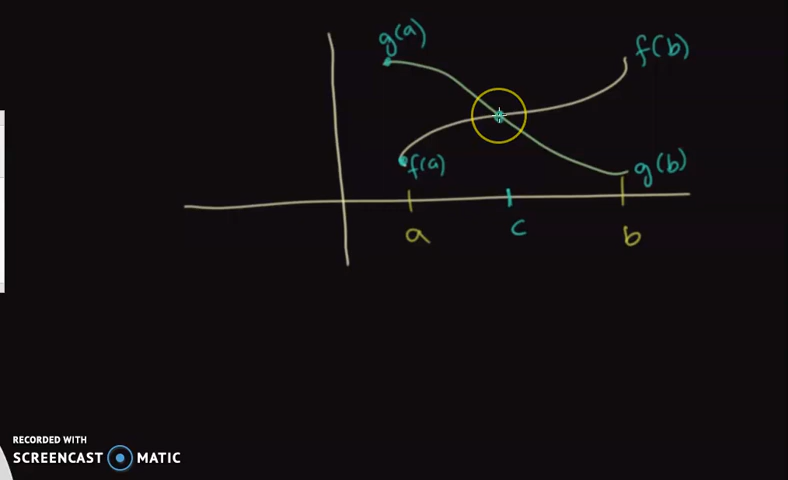 g(a)
f(b)
f(a)
g(b)
a
c
b
RECORDED WITH
SCREENCAST MATIC